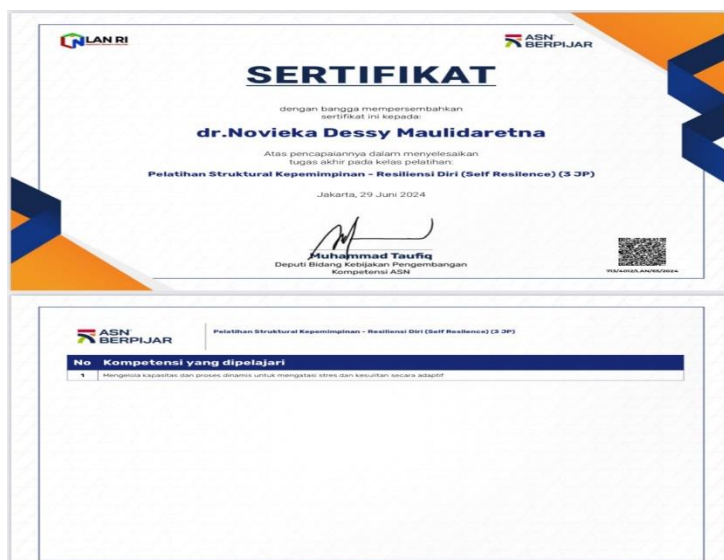 LAN RI
ASN
BERPIJAR
SERTIFIKAT
dengan bangga mempersembahkan
sertifikat ini kepada:
dr.Novieka Dessy Maulidaretna
Atas pencapaiannya dalam menyelesaikan
tugas akhir pada kelas pelatihan:
Pelatihan Struktural Kepemimpinan - Resiliensi Diri (Self Resilence) (3 JP)
Jakarta, 29 Juni 2024
Muhammad Taufiq
Deputi Bidang Kebijakan Pengembangan
Kompetensi ASN
ASN
BERPIJAR
Pelatihan Struktural Kepemimpinan - Resiliensi Diri (Self Resilence) (3 JP)
No Kompetensi yang dipelajari
1 Mengelola kapasitas dan proses dinamis untuk mengatasi stres dan kesulitan secara adaptif